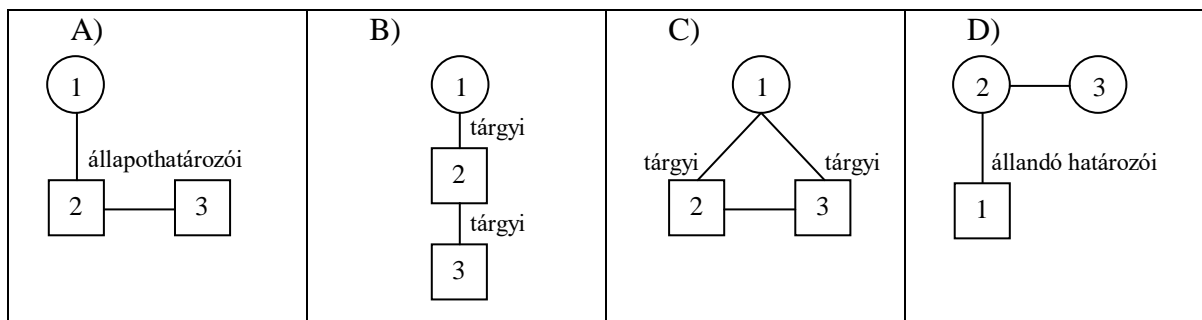 A) B) C) D)
1 1 1 2 3
tárgyi
állapothatározói tárgyi tárgyi állandó határozói
2 3 2 2 3 1
tárgyi
3